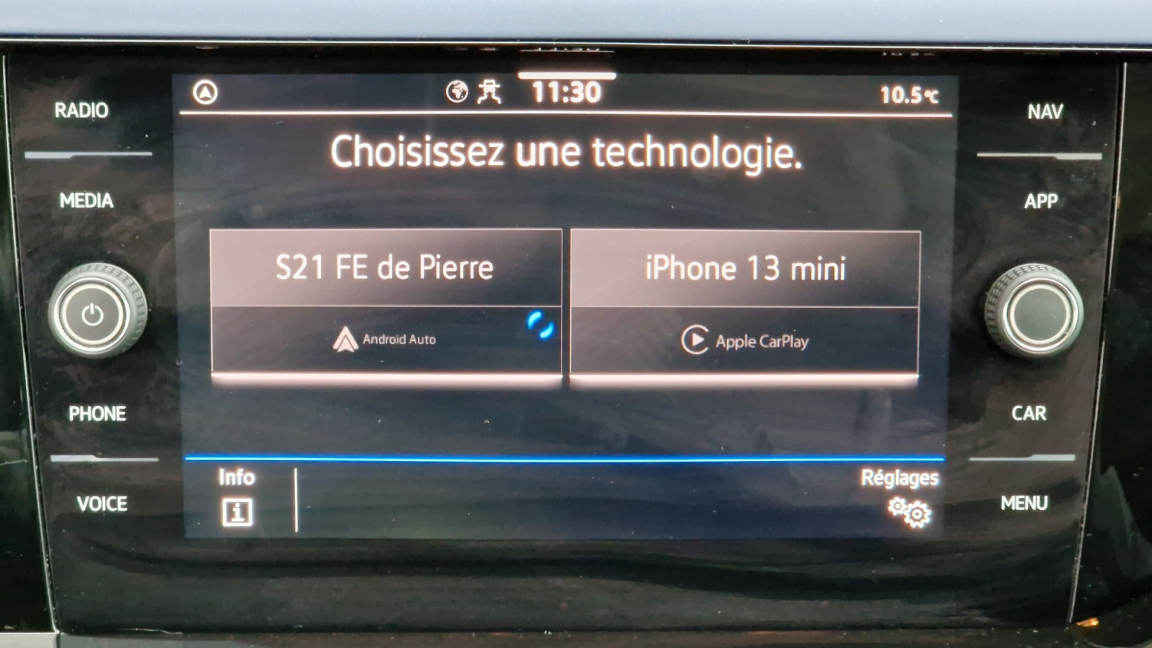 RADIO
MEDIA
PHONE
VOICE
11:30
10.5°C
Choisissez une technologie.
S21 FE de Pierre
Android Auto
iPhone 13 mini
Apple CarPlay
Info
i
Réglages
NAV
APP
CAR
MENU